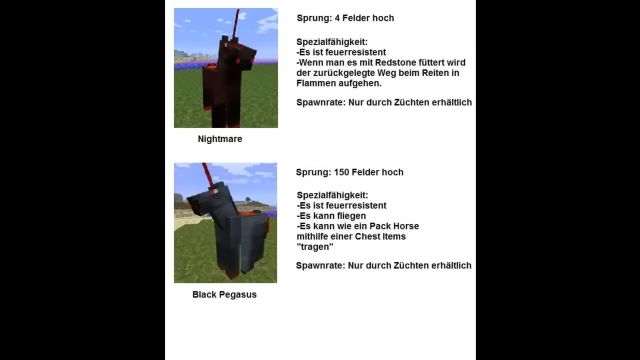 Sprung: 4 Felder hoch
Spezialfähigkeit:
-Es ist feuerresistent
-Wenn man es mit Redstone füttert wird
der zurückgelegte Weg beim Reiten in
Flammen aufgehen.
Spawnrate: Nur durch Züchten erhältlich
Nightmare
Sprung: 150 Felder hoch
Spezialfähigkeit:
-Es ist feuerresistent
-Es kann fliegen
-Es kann wie ein Pack Horse
mithilfe einer Chest Items
"tragen"
Spawnrate: Nur durch Züchten erhältlich
Black Pegasus